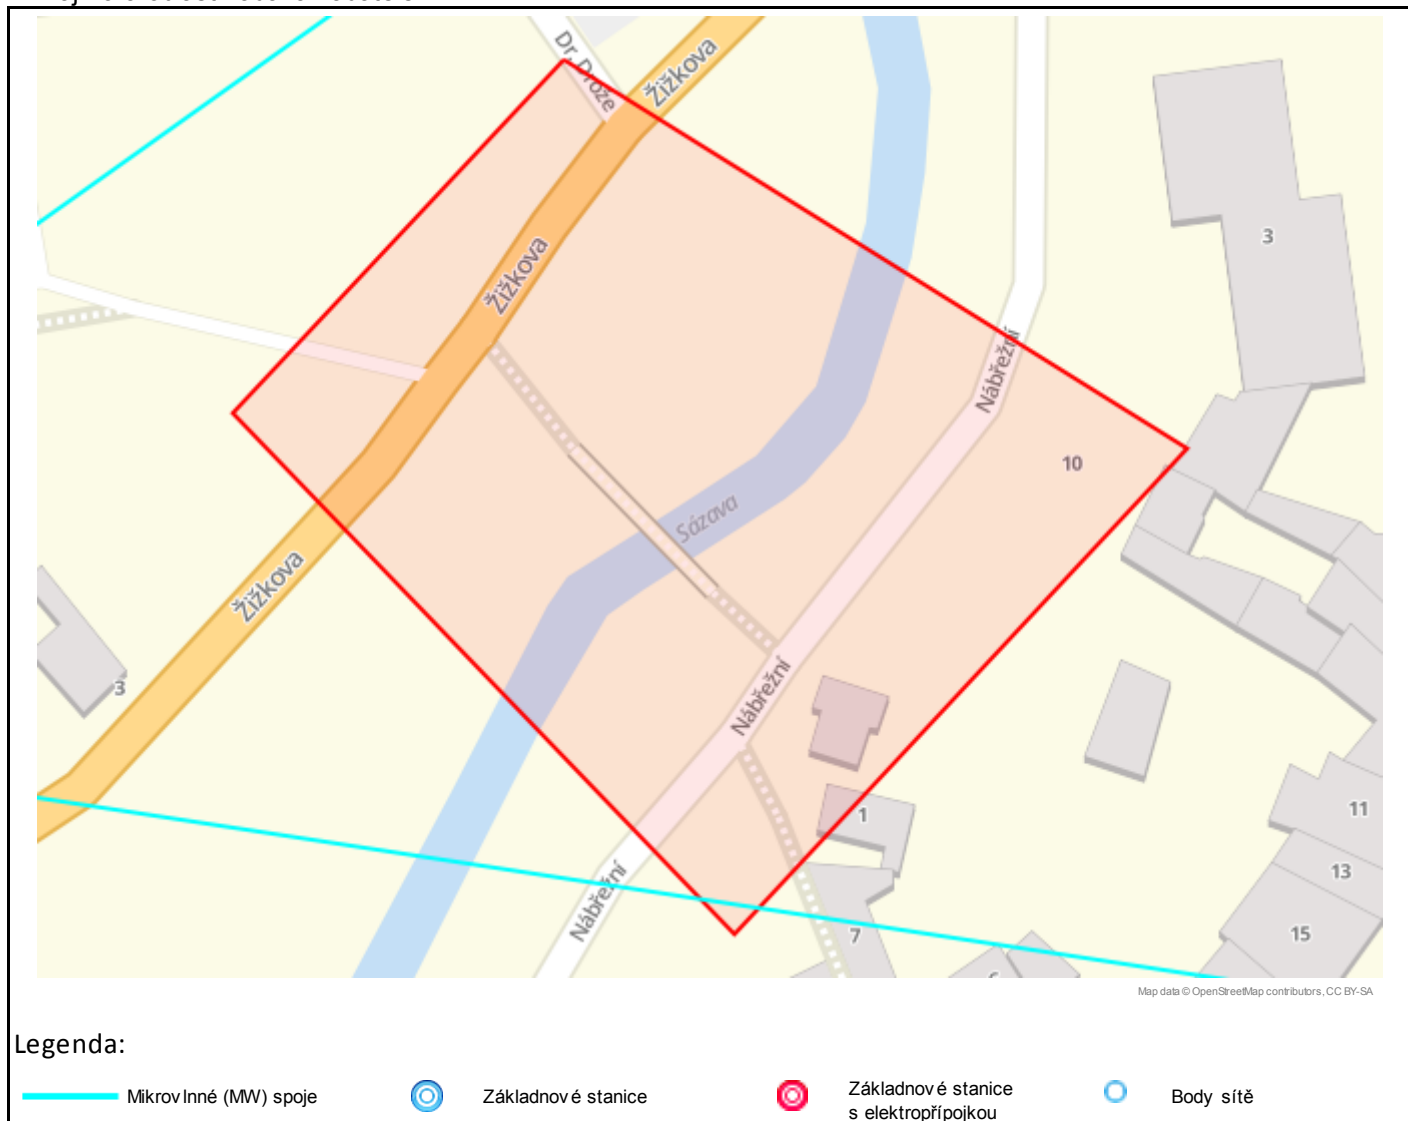 Dr. Drože
Žižkova
3
Žižkova
Nábřežní
10
Sázava
Žižkova
3
Nábřežní
1
11
13
Nábřežní
7
15
Map data © OpenStreetMap contributors, CC BY-SA
Legenda:
Mikrovlnné (MW) spoje
Základnové stanice
Základnové stanice
s elektropřípojkou
Body sítě